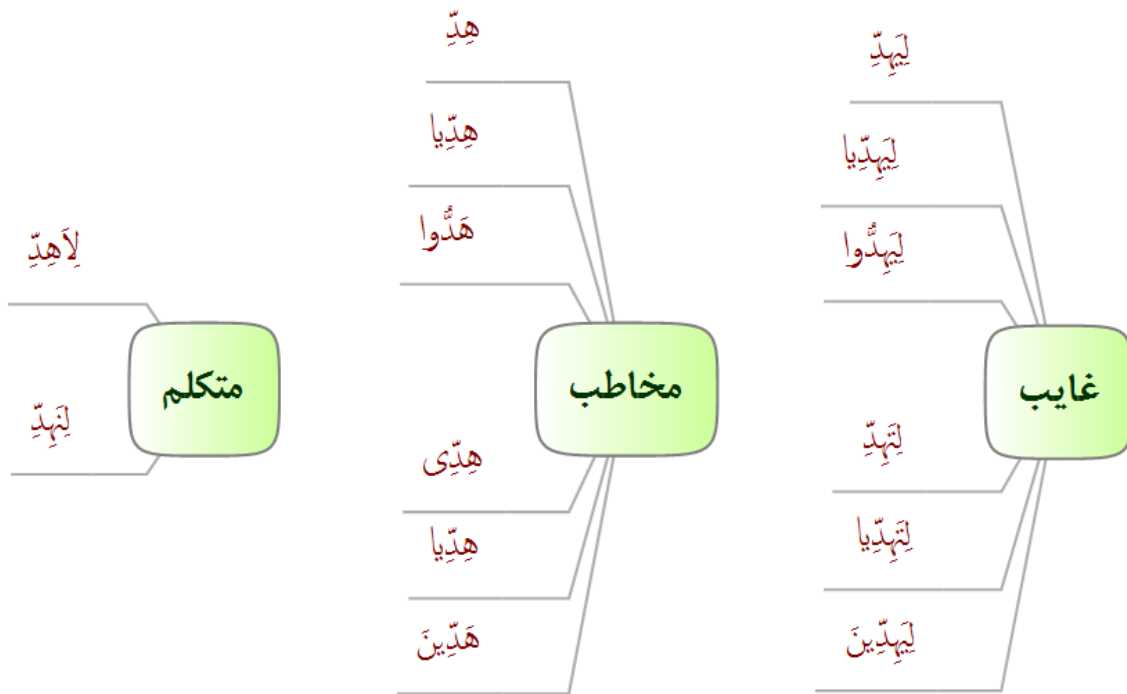 غایب
لِیَهِدِّ
لِیَهِدِّیا
لِیَهِدُّوا
لِتَهِدِّ
لِتَهِدِّیا
لِیَهِدِّینَ
مخاطب
هِدِّ
هِدِّیا
هَدُّوا
هِدِّی
هِدِّیا
هَدِّینَ
متکلم
لِاَهِدِّ
لِنَهِدِّ